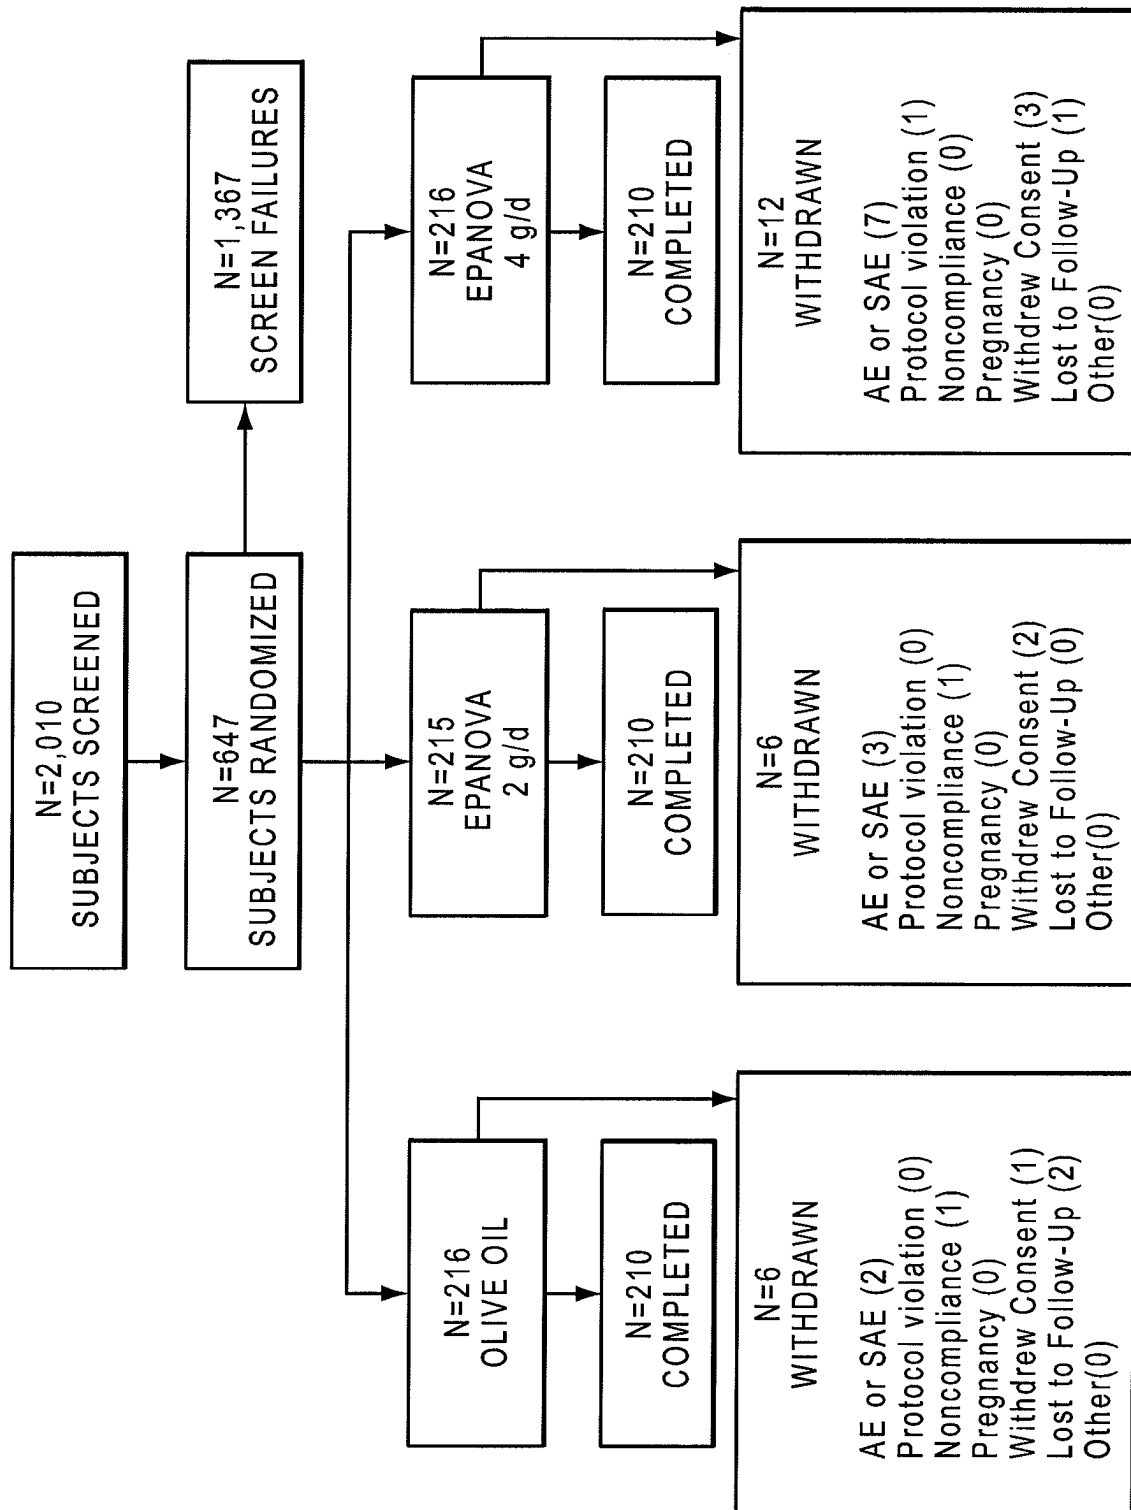 N=2,010
SUBJECTS SCREENED
N=647
SUBJECTS RANDOMIZED
N=1,367
SCREEN FAILURES
N=216
OLIVE OIL
N=210
COMPLETED
N=6
WITHDRAWN
AE or SAE (2)
Protocol violation (0)
Noncompliance (1)
Pregnancy (0)
Withdrew Consent (1)
Lost to Follow-Up (2)
Other(0)
N=215
EPANOVA
2 g/d
N=210
COMPLETED
N=6
WITHDRAWN
AE or SAE (3)
Protocol violation (0)
Noncompliance (1)
Pregnancy (0)
Withdrew Consent (2)
Lost to Follow-Up (0)
Other(0)
N=216
EPANOVA
4 g/d
N=210
COMPLETED
N=12
WITHDRAWN
AE or SAE (7)
Protocol violation (1)
Noncompliance (0)
Pregnancy (0)
Withdrew Consent (3)
Lost to Follow-Up (1)
Other(0)